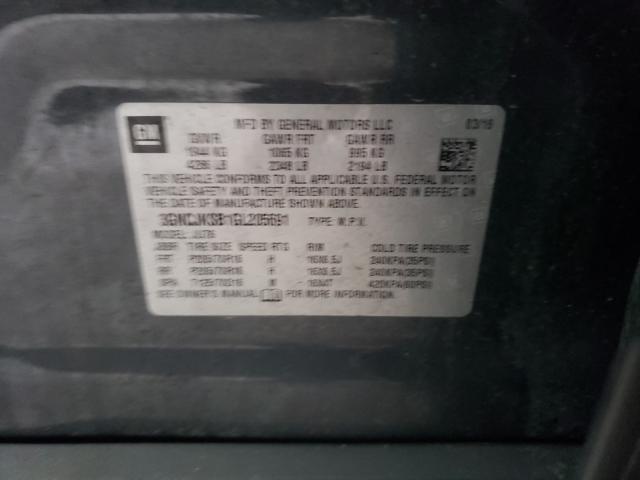 GM
MFD BY GENERAL MOTORS LLC 03/16
GVWR GAWR FRT GAWR RR
1944 KG 1065 KG 995 KG
4286 LB 2348 LB 2194 LB
THIS VEHICLE CONFORMS TO ALL APPLICABLE U.S. FEDERAL MOTOR
VEHICLE SAFETY AND THEFT PREVENTION STANDARDS IN EFFECT ON
THE DATE OF MANUFACTURE SHOWN ABOVE.
TYPE: M.P.V.
MODEL: JU76
TIRE SIZE SPEED RTG RIM COLD TIRE PRESSURE
FRT P205/70R16 H 16X6.5J 240KPA(35PSI)
RR P205/70R16 H 16X6.5J 240KPA(35PSI)
SPA M 16X4T 420KPA(60PSI)
SEE OWNER'S MANUAL FOR MORE INFORMATION.